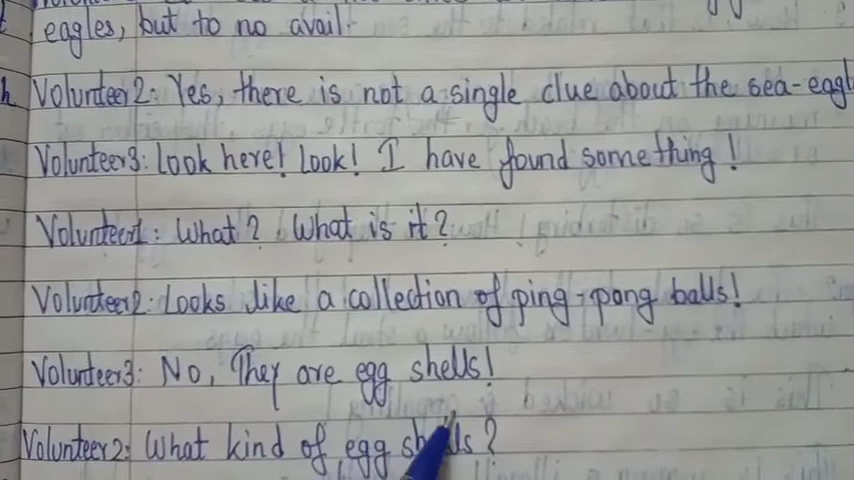 eagles, but to no avail.
Volunteer2: Yes, there is not a single clue about the sea-eagl
Volunteer3: Look here! Look! I have found something!
Volunteer1: What? What is it?
Volunteer2: Looks like a collection of ping-pong balls!
Volunteer3: No, They are egg shells!
Volunteer2: What kind of egg shells?